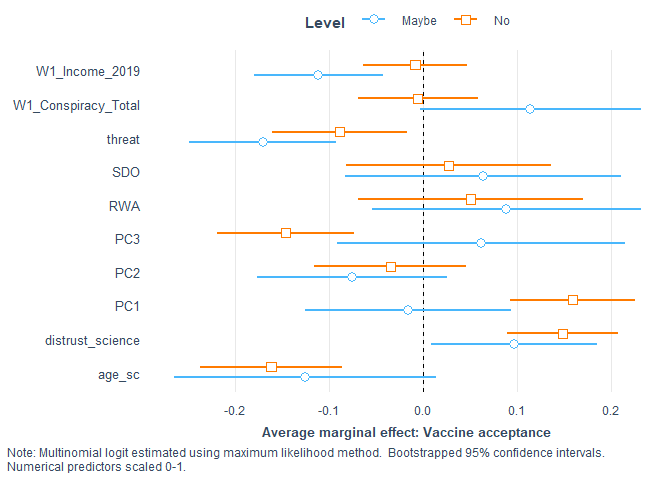 Level Maybe No
W1_Income_2019
W1_Conspiracy_Total
threat
SDO
RWA
PC3
PC2
PC1
distrust_science
age_sc
-0.2 -0.1 0.0 0.1 0.2
Average marginal effect: Vaccine acceptance
Note: Multinomial logit estimated using maximum likelihood method.  Bootstrapped 95% confidence intervals.
Numerical predictors scaled 0-1.